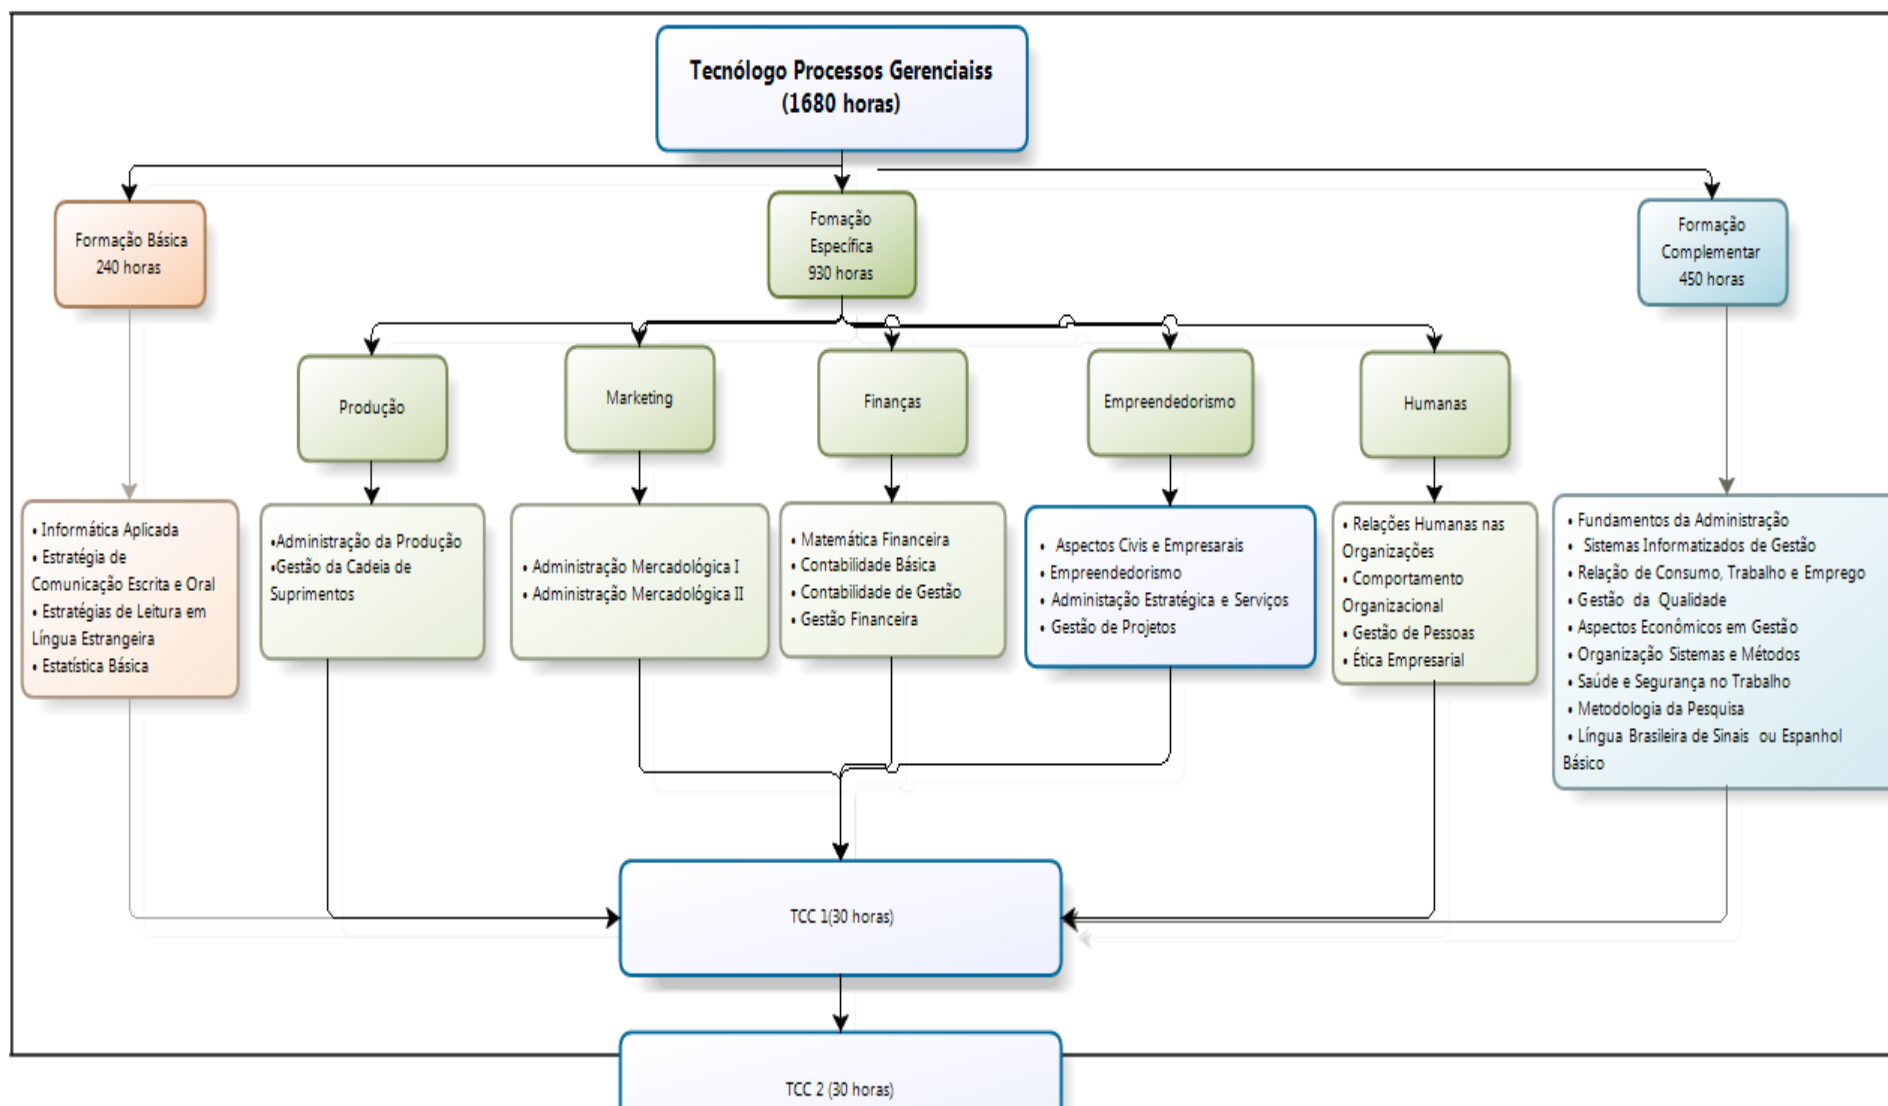 Tecnólogo Processos Gerenciaiss
(1680 horas)
Formação Básica
240 horas
Fomação
Específica
930 horas
Formação
Complementar
450 horas
Produção
Marketing
Finanças
Empreendedorismo
Humanas
• Informática Aplicada
• Estratégia de
Comunicação Escrita e Oral
• Estratégias de Leitura em
Língua Estrangeira
• Estatística Básica
•Administração da Produção
•Gestão da Cadeia de
Suprimentos
• Administração Mercadológica I
• Administração Mercadológica II
• Matemática Financeira
• Contabilidade Básica
• Contabilidade de Gestão
• Gestão Financeira
• Aspectos Civis e Empresarais
• Empreendedorismo
• Admistação Estratégica e Serviços
• Gestão de Projetos
• Relações Humanas nas
Organizações
• Comportamento
Organizacional
• Gestão de Pessoas
• Ética Empresarial
• Fundamentos da Administração
• Sistemas Informatizados de Gestão
• Relação de Consumo, Trabalho e Emprego
• Gestão da Qualidade
• Aspectos Econômicos em Gestão
• Organização Sistemas e Métodos
• Saúde e Segurança no Trabalho
• Metodologia da Pesquisa
• Língua Brasileira de Sinais ou Espanhol
Básico
TCC 1(30 horas)
TCC 2 (30 horas)